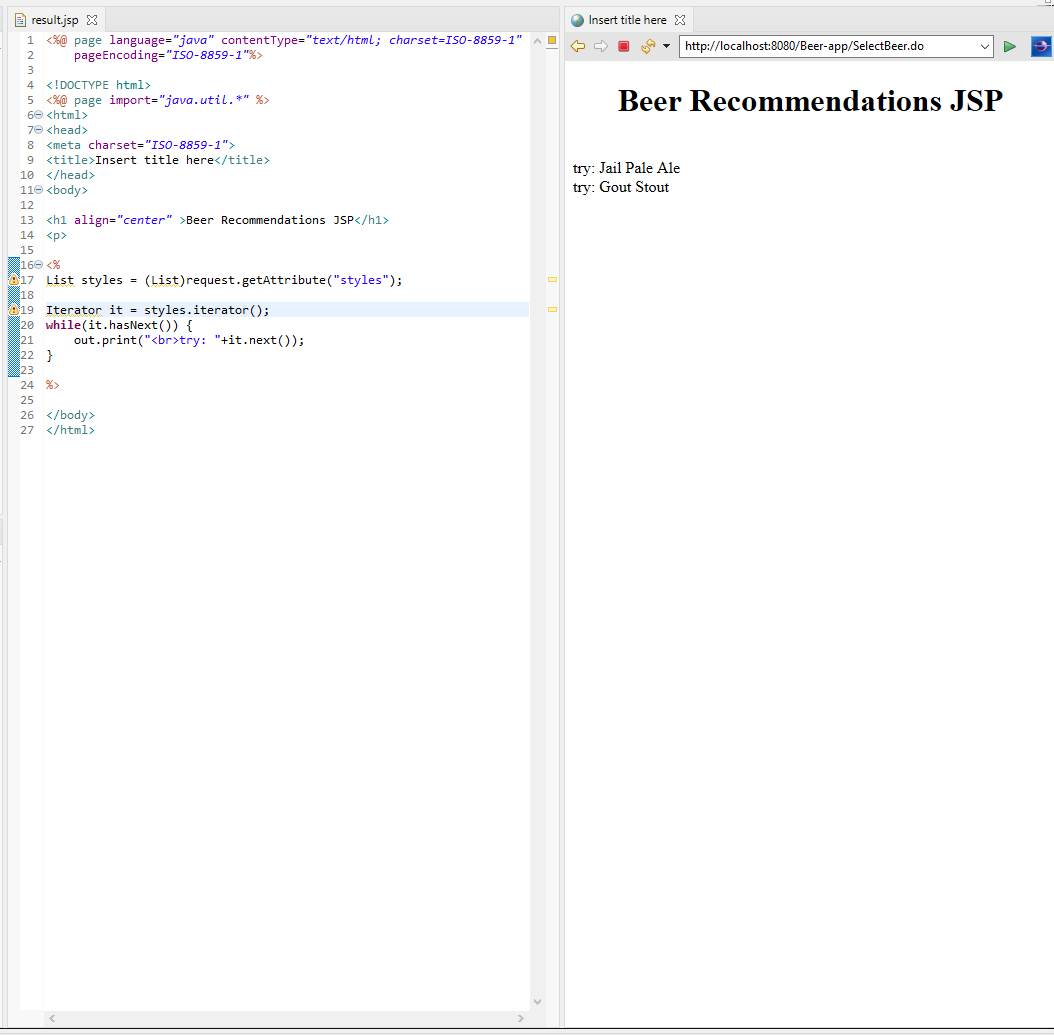 result.jsp
1 <%@ page language="java" contentType="text/html; charset=ISO-8859-1"
2     pageEncoding="ISO-8859-1"%>
3
4 <!DOCTYPE html>
5 <%@ page import="java.util.*" %>
6 <html>
7 <head>
8 <meta charset="ISO-8859-1">
9 <title>Insert title here</title>
10 </head>
11 <body>
12
13 <h1 align="center" >Beer Recommendations JSP</h1>
14 <p>
15
16 <%
17 List styles = (List)request.getAttribute("styles");
18
19 Iterator it = styles.iterator();
20 while(it.hasNext()) {
21     out.print("<br>try: "+it.next());
22 }
23
24 %>
25
26 </body>
27 </html>
Insert title here
http://localhost:8080/Beer-app/SelectBeer.do
Beer Recommendations JSP
try: Jail Pale Ale
try: Gout Stout